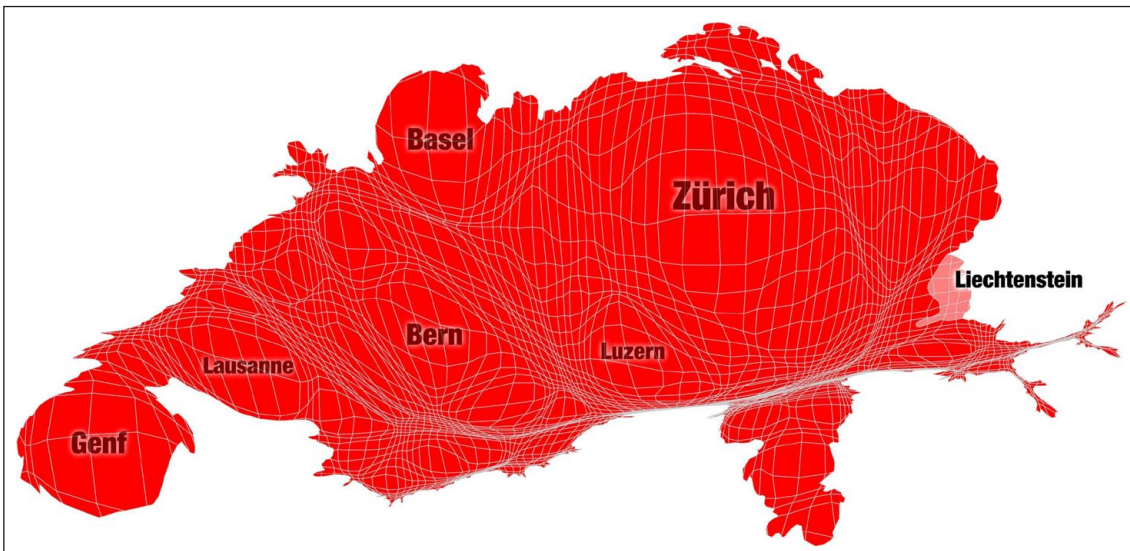 Basel
Zürich
Liechtenstein
Bern
Luzern
Lausanne
Genf